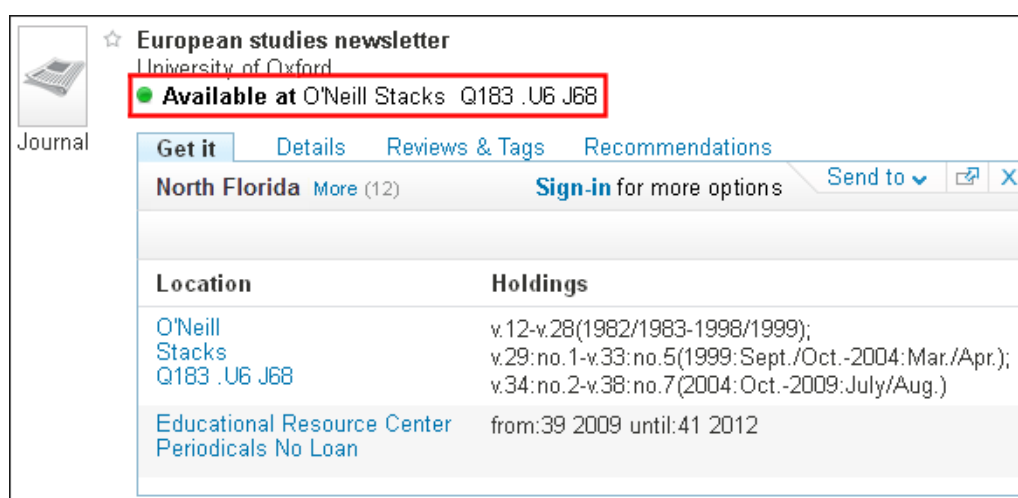 European studies newsletter
University of Oxford
Available at O'Neill Stacks Q183 .U6 J68
Journal
Get it Details Reviews & Tags Recommendations
North Florida More (12) Sign-in for more options Send to X
Location Holdings
O'Neill v.12-v.28(1982/1983-1998/1999);
Stacks v.29:no.1-v.33:no.5(1999:Sept./Oct.-2004:Mar./Apr.);
Q183 .U6 J68 v.34:no.2-v.38:no.7(2004:Oct.-2009:July/Aug.)
Educational Resource Center from:39 2009 until:41 2012
Periodicals No Loan